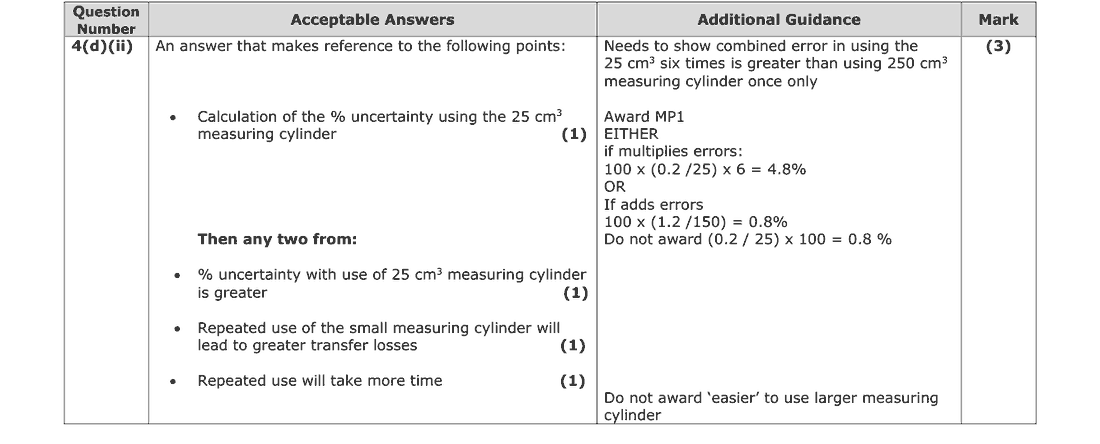 Question Number
Acceptable Answers
Additional Guidance
Mark
4(d)(ii)
An answer that makes reference to the following points:
• Calculation of the % uncertainty using the 25 cm³
measuring cylinder (1)
Then any two from:
• % uncertainty with use of 25 cm³ measuring cylinder
is greater (1)
• Repeated use of the small measuring cylinder will
lead to greater transfer losses (1)
• Repeated use will take more time (1)
Needs to show combined error in using the
25 cm³ six times is greater than using 250 cm³
measuring cylinder once only
Award MP1
EITHER
if multiplies errors:
100 x (0.2 /25) x 6 = 4.8%
OR
If adds errors
100 x (1.2 /150) = 0.8%
Do not award (0.2 / 25) x 100 = 0.8 %
Do not award ‘easier’ to use larger measuring
cylinder
(3)